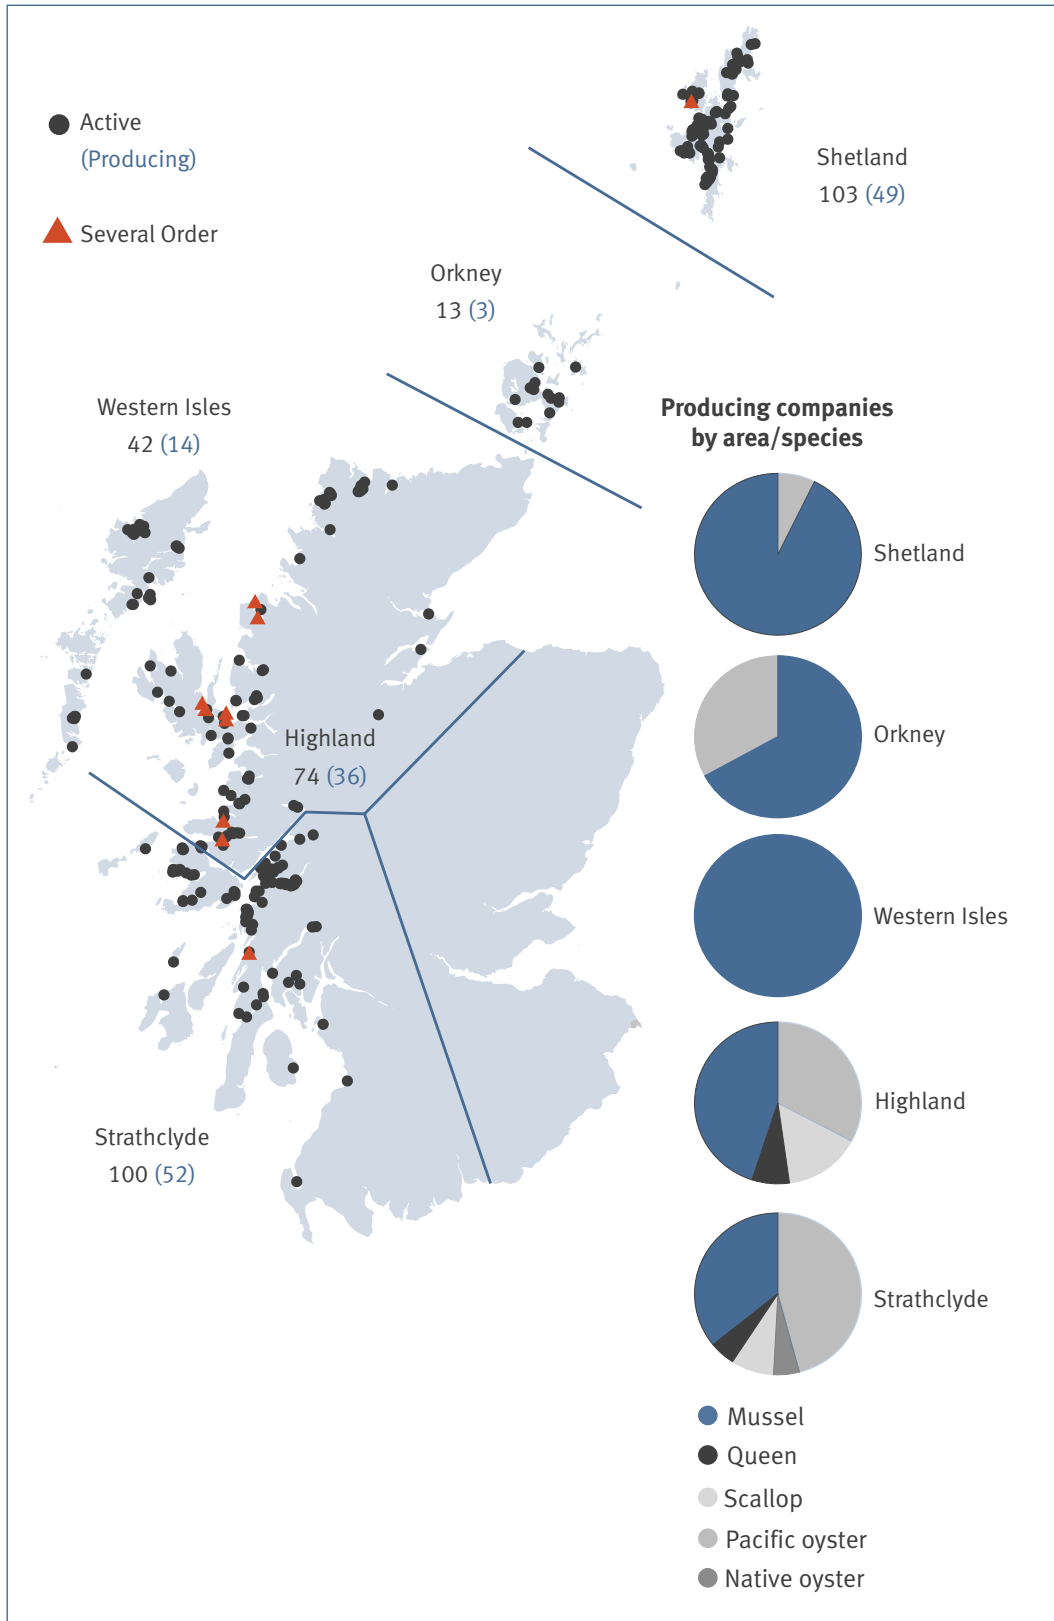 Active
(Producing)
Several Order
Shetland
103 (49)
Orkney
13 (3)
Western Isles
42 (14)
Highland
74 (36)
Strathclyde
100 (52)
Producing companies
by area/species
Shetland
Orkney
Western Isles
Highland
Strathclyde
Mussel
Queen
Scallop
Pacific oyster
Native oyster